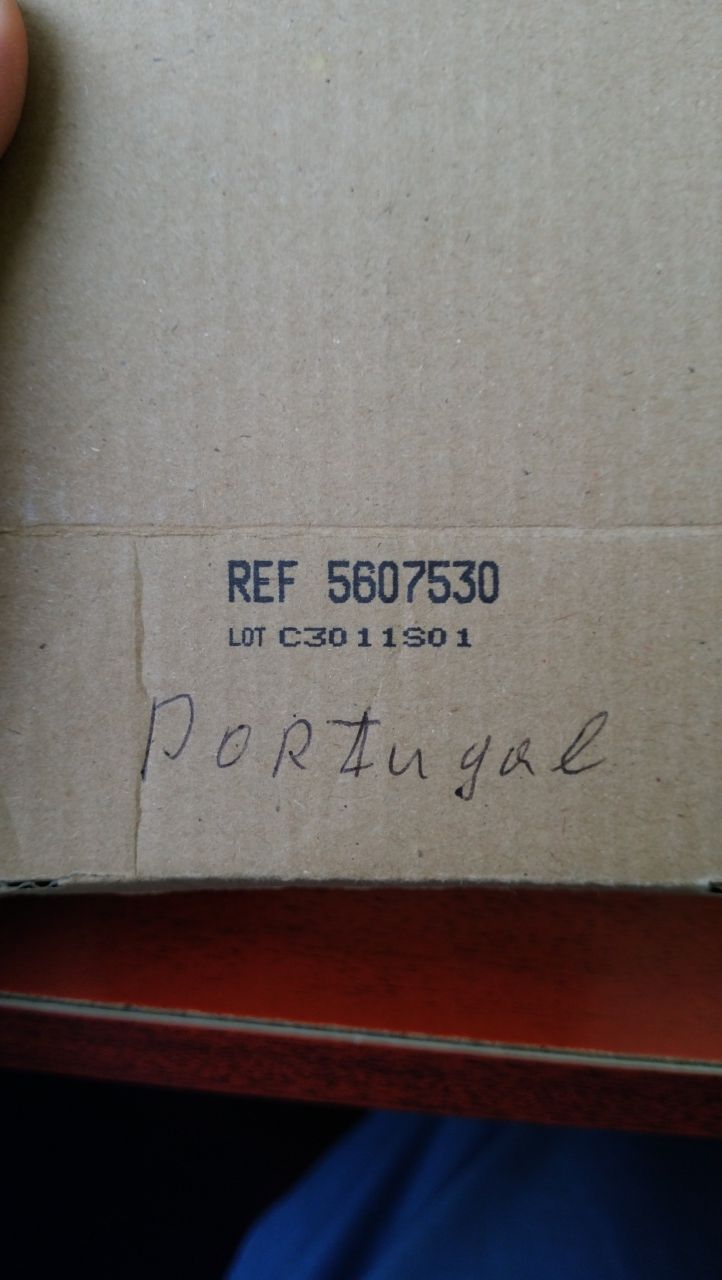 REF 5607530
LOT C3011S01
PoRtugal